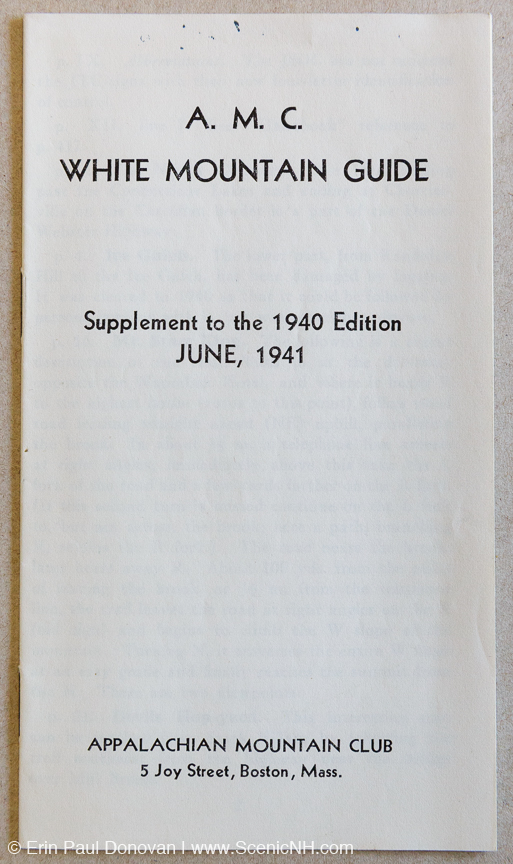 A. M. C.
WHITE MOUNTAIN GUIDE
Supplement to the 1940 Edition
JUNE, 1941
APPALACHIAN MOUNTAIN CLUB
5 Joy Street, Boston, Mass.
© Erin Paul Donovan | www.ScenicNH.com